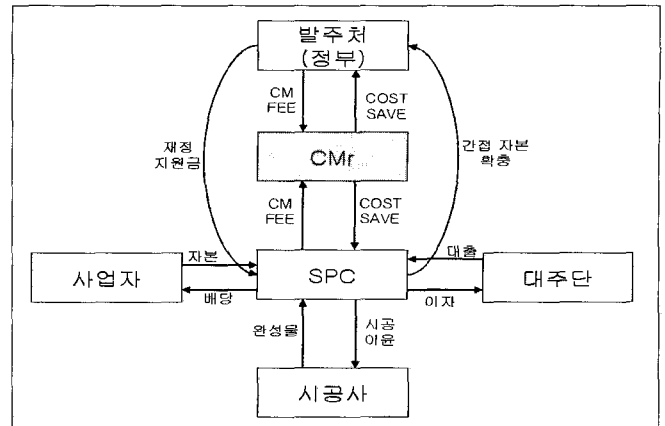 발주처
(정부)
CM
FEE
COST
SAVE
재정
지원금
CMr
간접 자본
확충
CM
FEE
COST
SAVE
사업자
자본
배당
SPC
대출
이자
대주단
완성물
시공
이윤
시공사